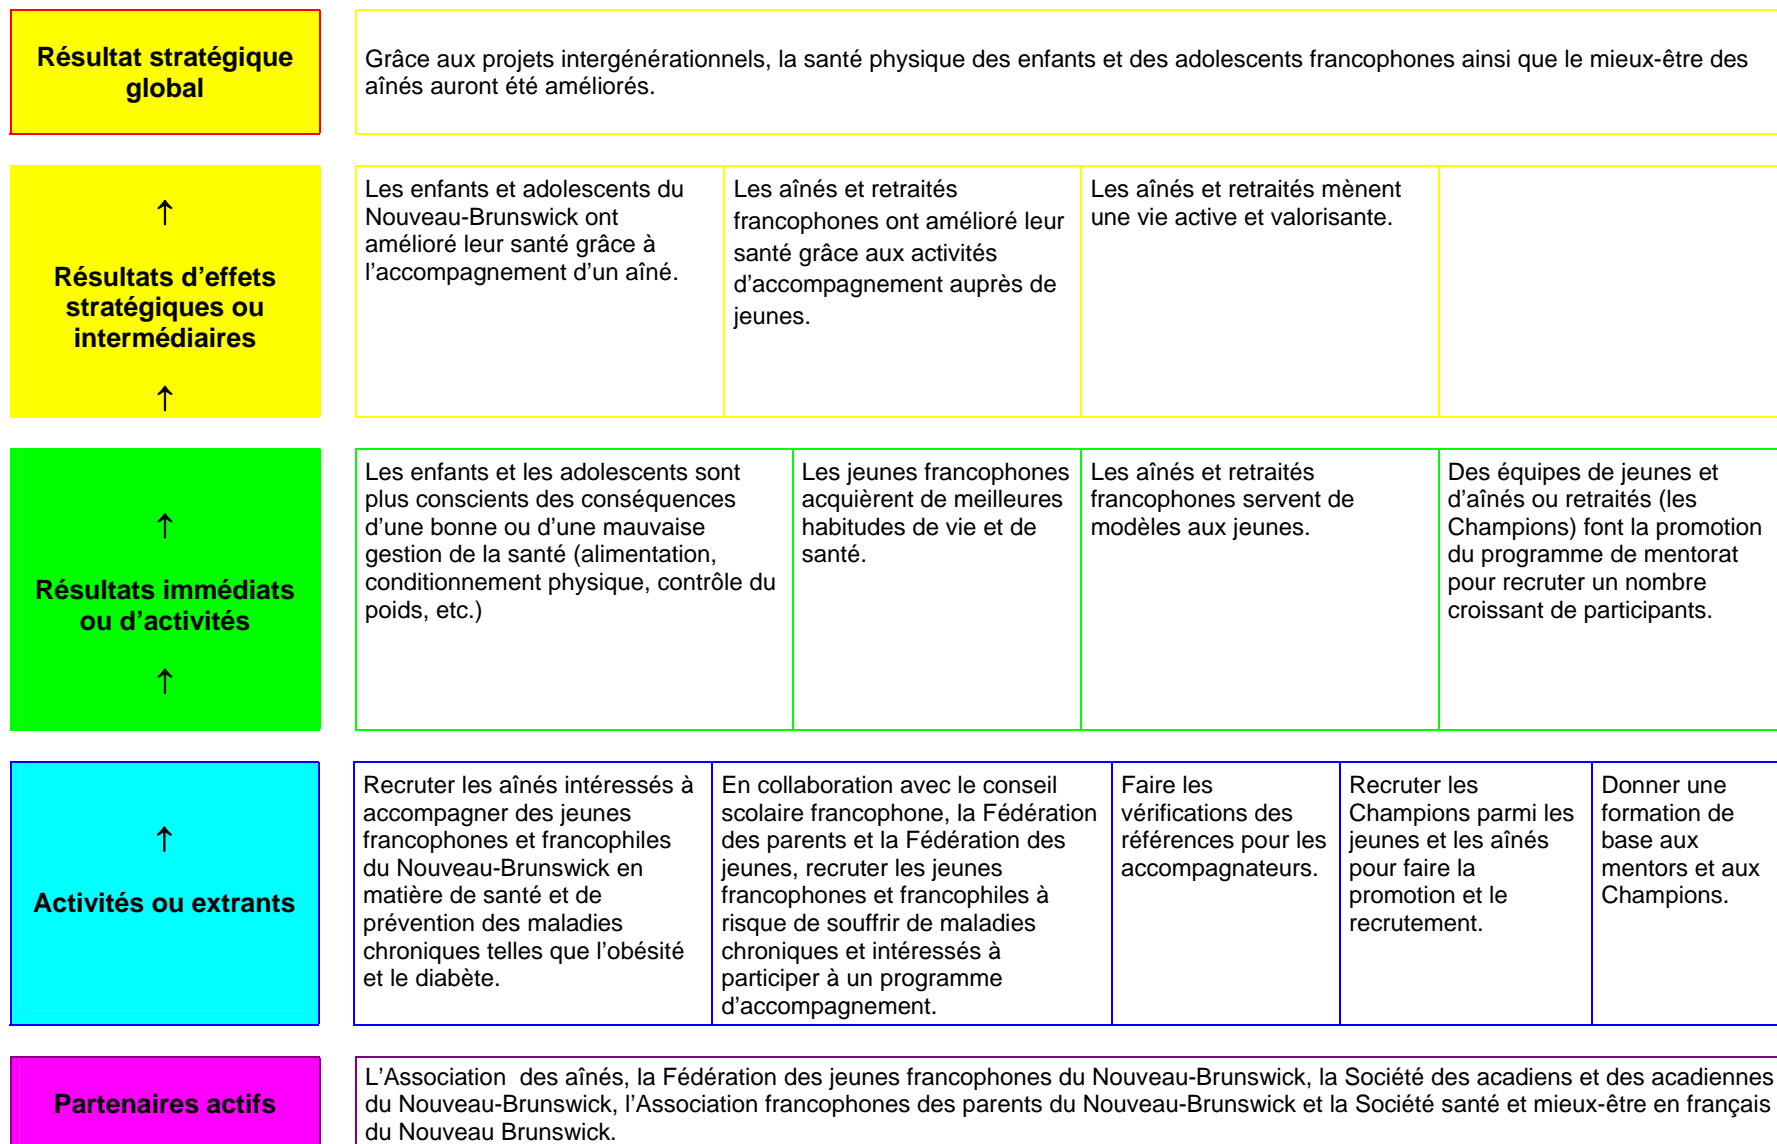 Résultat stratégique
global
Grâce aux projets intergénérationnels, la santé physique des enfants et des adolescents francophones ainsi que le mieux-être des
aînés auront été améliorés.
↑
Résultats d’effets
stratégiques ou
intermédiaires
↑
Les enfants et adolescents du
Nouveau-Brunswick ont
amélioré leur santé grâce à
l’accompagnement d’un aîné.
Les aînés et retraités
francophones ont amélioré leur
santé grâce aux activités
d’accompagnement auprès de
jeunes.
Les aînés et retraités mènent
une vie active et valorisante.
↑
Résultats immédiats
ou d’activités
↑
Les enfants et les adolescents sont
plus conscients des conséquences
d’une bonne ou d’une mauvaise
gestion de la santé (alimentation,
conditionnement physique, contrôle du
poids, etc.)
Les jeunes francophones
acquièrent de meilleures
habitudes de vie et de
santé.
Les aînés et retraités
francophones servent de
modèles aux jeunes.
Des équipes de jeunes et
d’aînés ou retraités (les
Champions) font la promotion
du programme de mentorat
pour recruter un nombre
croissant de participants.
↑
Activités ou extrants
Recruter les aînés intéressés à
accompagner des jeunes
francophones et francophiles
du Nouveau-Brunswick en
matière de santé et de
prévention des maladies
chroniques telles que l’obésité
et le diabète.
En collaboration avec le conseil
scolaire francophone, la Fédération
des parents et la Fédération des
jeunes, recruter les jeunes
francophones et francophiles à
risque de souffrir de maladies
chroniques et intéressés à
participer à un programme
d’accompagnement.
Faire les
vérifications des
références pour les
accompagnateurs.
Recruter les
Champions parmi les
jeunes et les aînés
pour faire la
promotion et le
recrutement.
Donner une
formation de
base aux
mentors et aux
Champions.
Partenaires actifs
L’Association  des aînés, la Fédération des jeunes francophones du Nouveau-Brunswick, la Société des acadiens et des acadiennes
du Nouveau-Brunswick, l’Association francophones des parents du Nouveau-Brunswick et la Société santé et mieux-être en français
du Nouveau Brunswick.